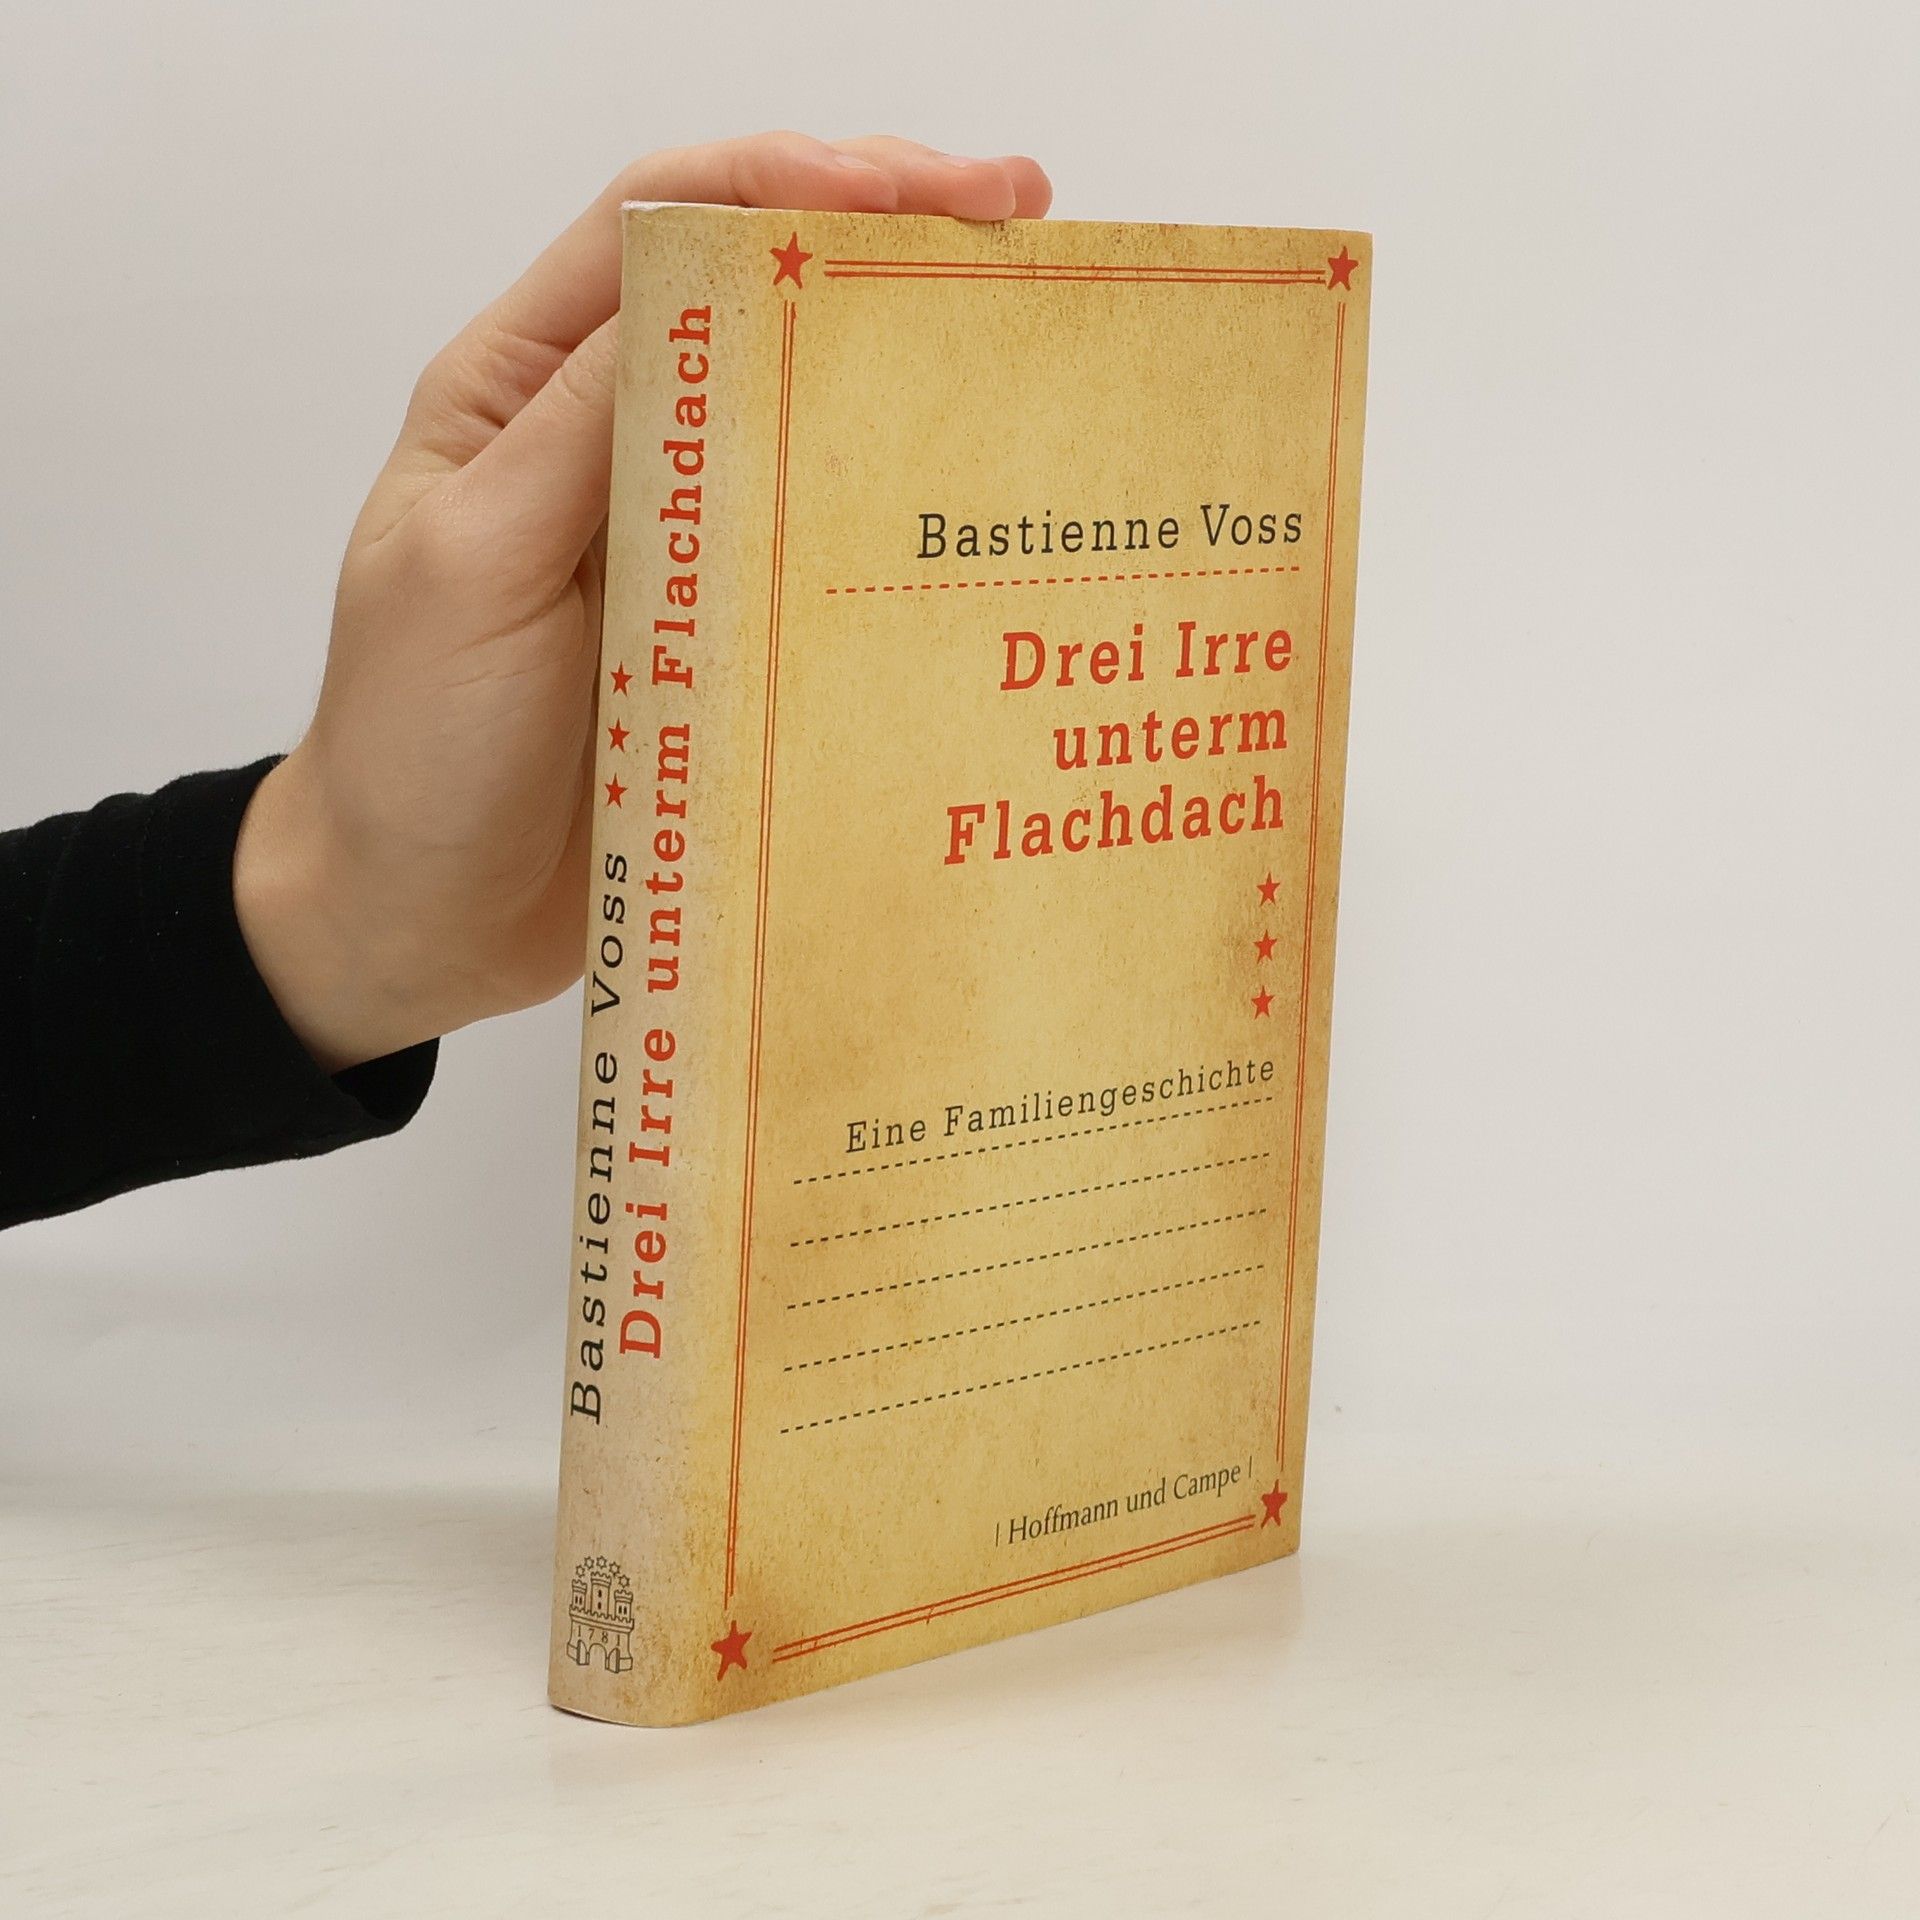 Bastienne Voss
Drei Irre unterm Flachdach
1781
Bastienne Voss
Drei Irre
unterm
Flachdach
Eine Familiengeschichte
| Hoffmann und Campe |